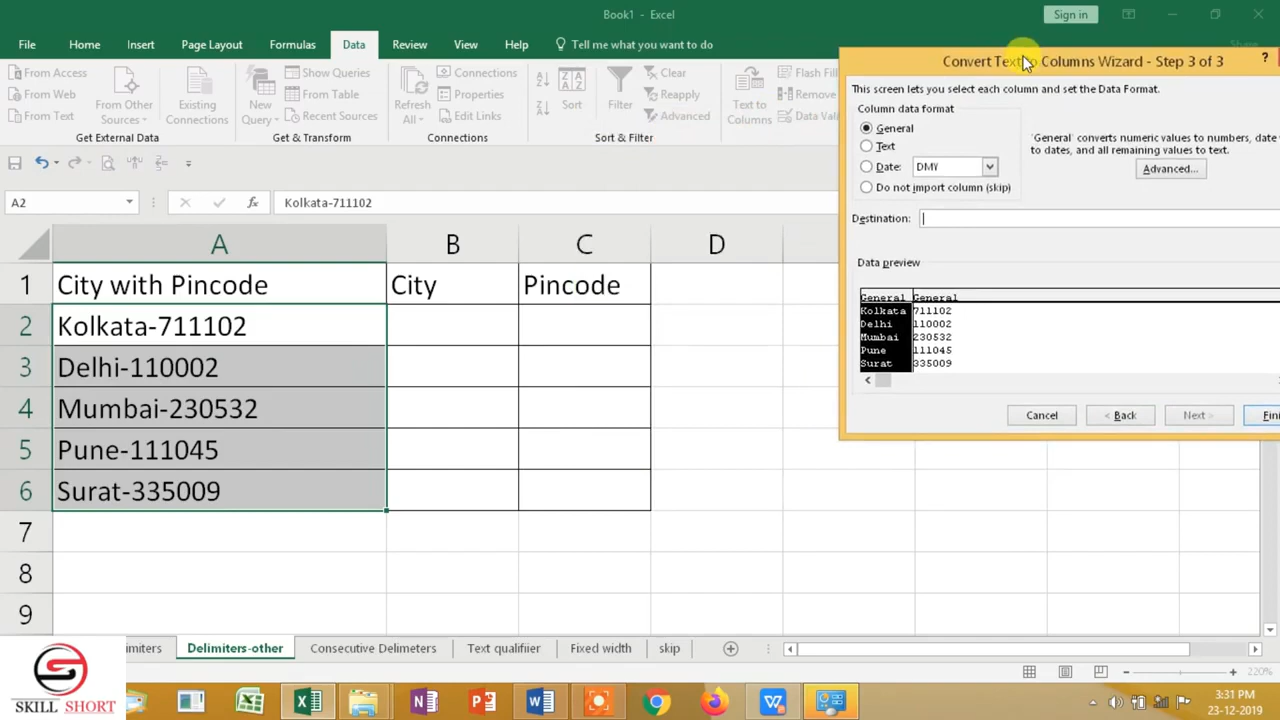 Book1 - Excel
Sign in
File Home Insert Page Layout Formulas Data Review View Help Tell me what you want to do
From Access
From Web
From Text
From Other Sources
Existing Connections
Get External Data
New Query
Show Queries
From Table
Recent Sources
Get & Transform
Refresh All
Connections
Properties
Edit Links
Connections
Sort
Filter
Clear
Reapply
Advanced
Sort & Filter
Text to Columns
Flash Fill
A2 fx Kolkata-711102
A B C D
1 City with Pincode City Pincode
2 Kolkata-711102
3 Delhi-110002
4 Mumbai-230532
5 Pune-111045
6 Surat-335009
7
8
9
Convert Text to Columns Wizard - Step 3 of 3 ?
This screen lets you select each column and set the Data Format.
Column data format
General
Text
Date: DMY
Do not import column (skip)
'General' converts numeric values to numbers, date
to dates, and all remaining values to text.
Advanced...
Destination:
Data preview
General General
Kolkata 711102
Delhi 110002
Mumbai 230532
Pune 111045
Surat 335009
Cancel < Back Next > Fini
imiters Delimiters-other Consecutive Delimeters Text qualifiier Fixed width skip
220%
SKILL SHORT
3:31 PM
23-12-2019